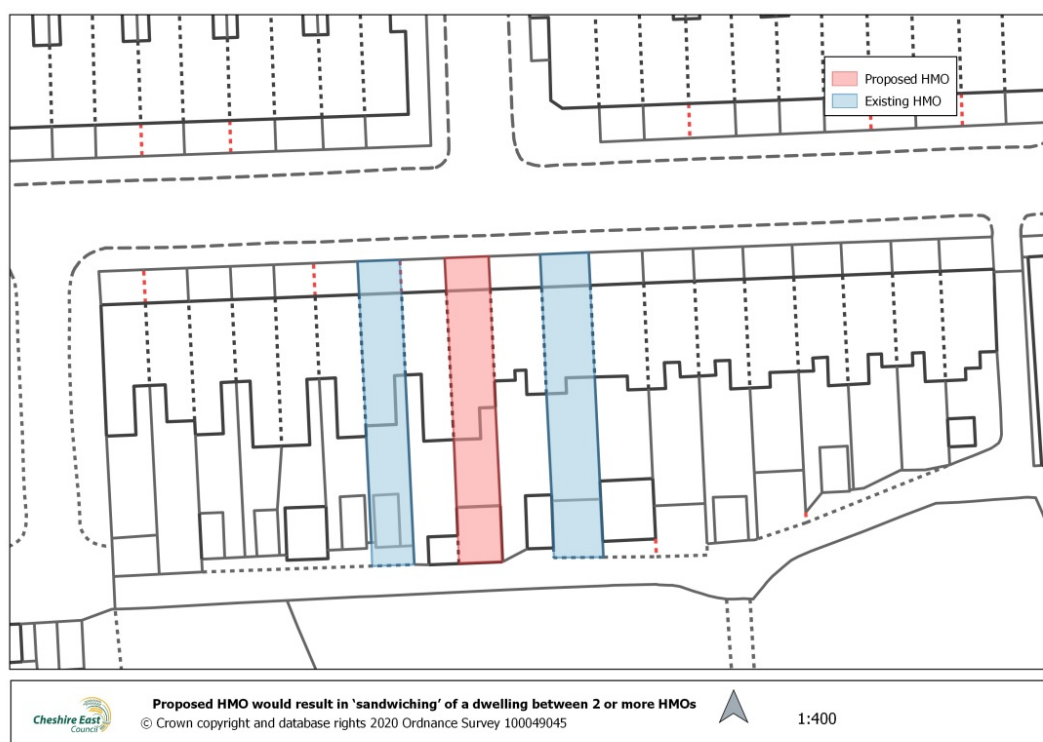 Proposed HMO
Existing HMO
Cheshire East
Council
Proposed HMO would result in ‘sandwiching’ of a dwelling between 2 or more HMOs
© Crown copyright and database rights 2020 Ordnance Survey 100049045
1:400